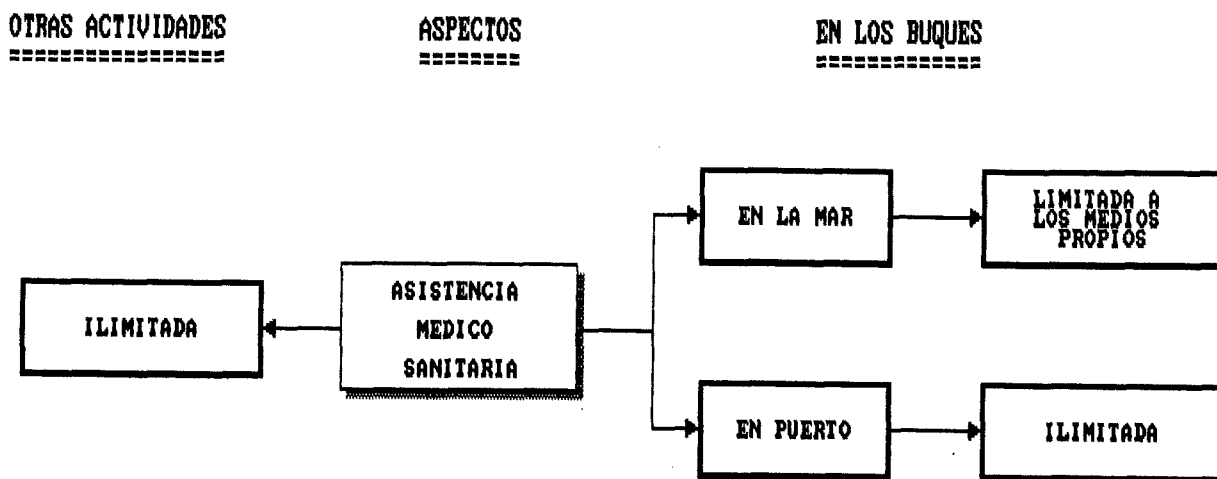 OTRAS ACTIVIDADES
ASPECTOS
EN LOS BUQUES
ILIMITADA
ASISTENCIA
MEDICO
SANITARIA
EN LA MAR
LIMITADA A
LOS MEDIOS
PROPIOS
EN PUERTO
ILIMITADA